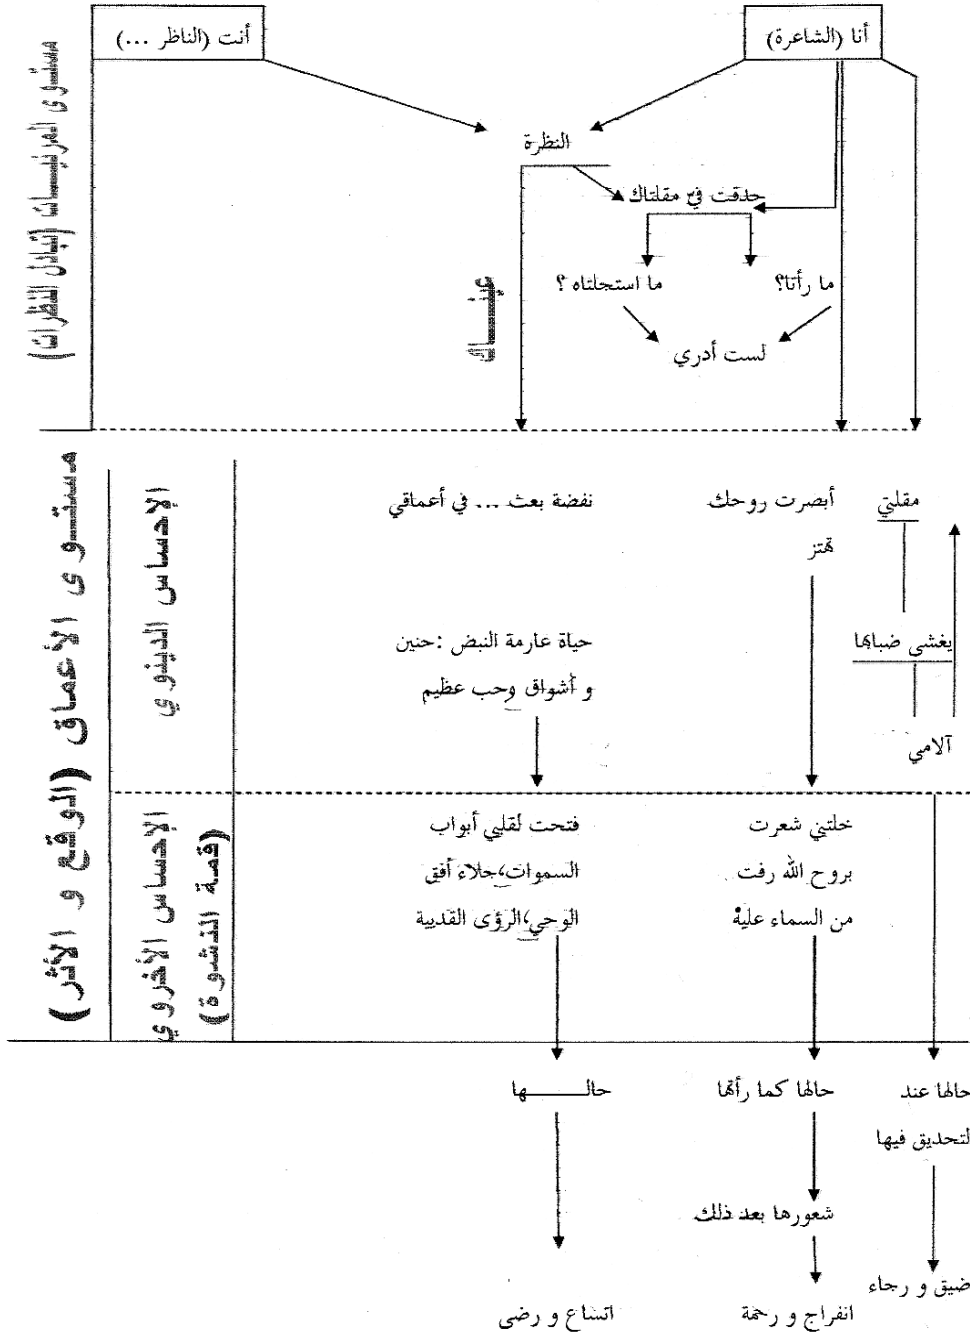 أنا (الشاعرة)
أنت (الناظر ...)
مستوى المرئيات (تبادل النظرات)
النظرة
حدقت فيّ مقلتاك
عينـــاك
ما رأتا؟
ما استجلتاه ؟
لست أدري
مستوى الأعماق (الوقع و الأثر)
الإحساس الدينوي
مقلتي
أبصرت روحك
تهتز
نفضة بعث ... في أعماقي
يغشى ضبابها
حياة عارمة النبض :حنين
و أشواق وحب عظيم
آلامي
الإحساس الأخروي
(قمة النشوة)
خلتني شعرت
بروح الله رفت
من السماء عليه
فتحت لقلبي أبواب
السموات،جلاء أفق
الوحي،الرؤى القدسية
حالها عند
لتحديق فيها
حالها كما رأتها
حالــــــها
شعورها بعد ذلك
ضيق و رجاء
انفراج و رحمة
اتساع و رضى